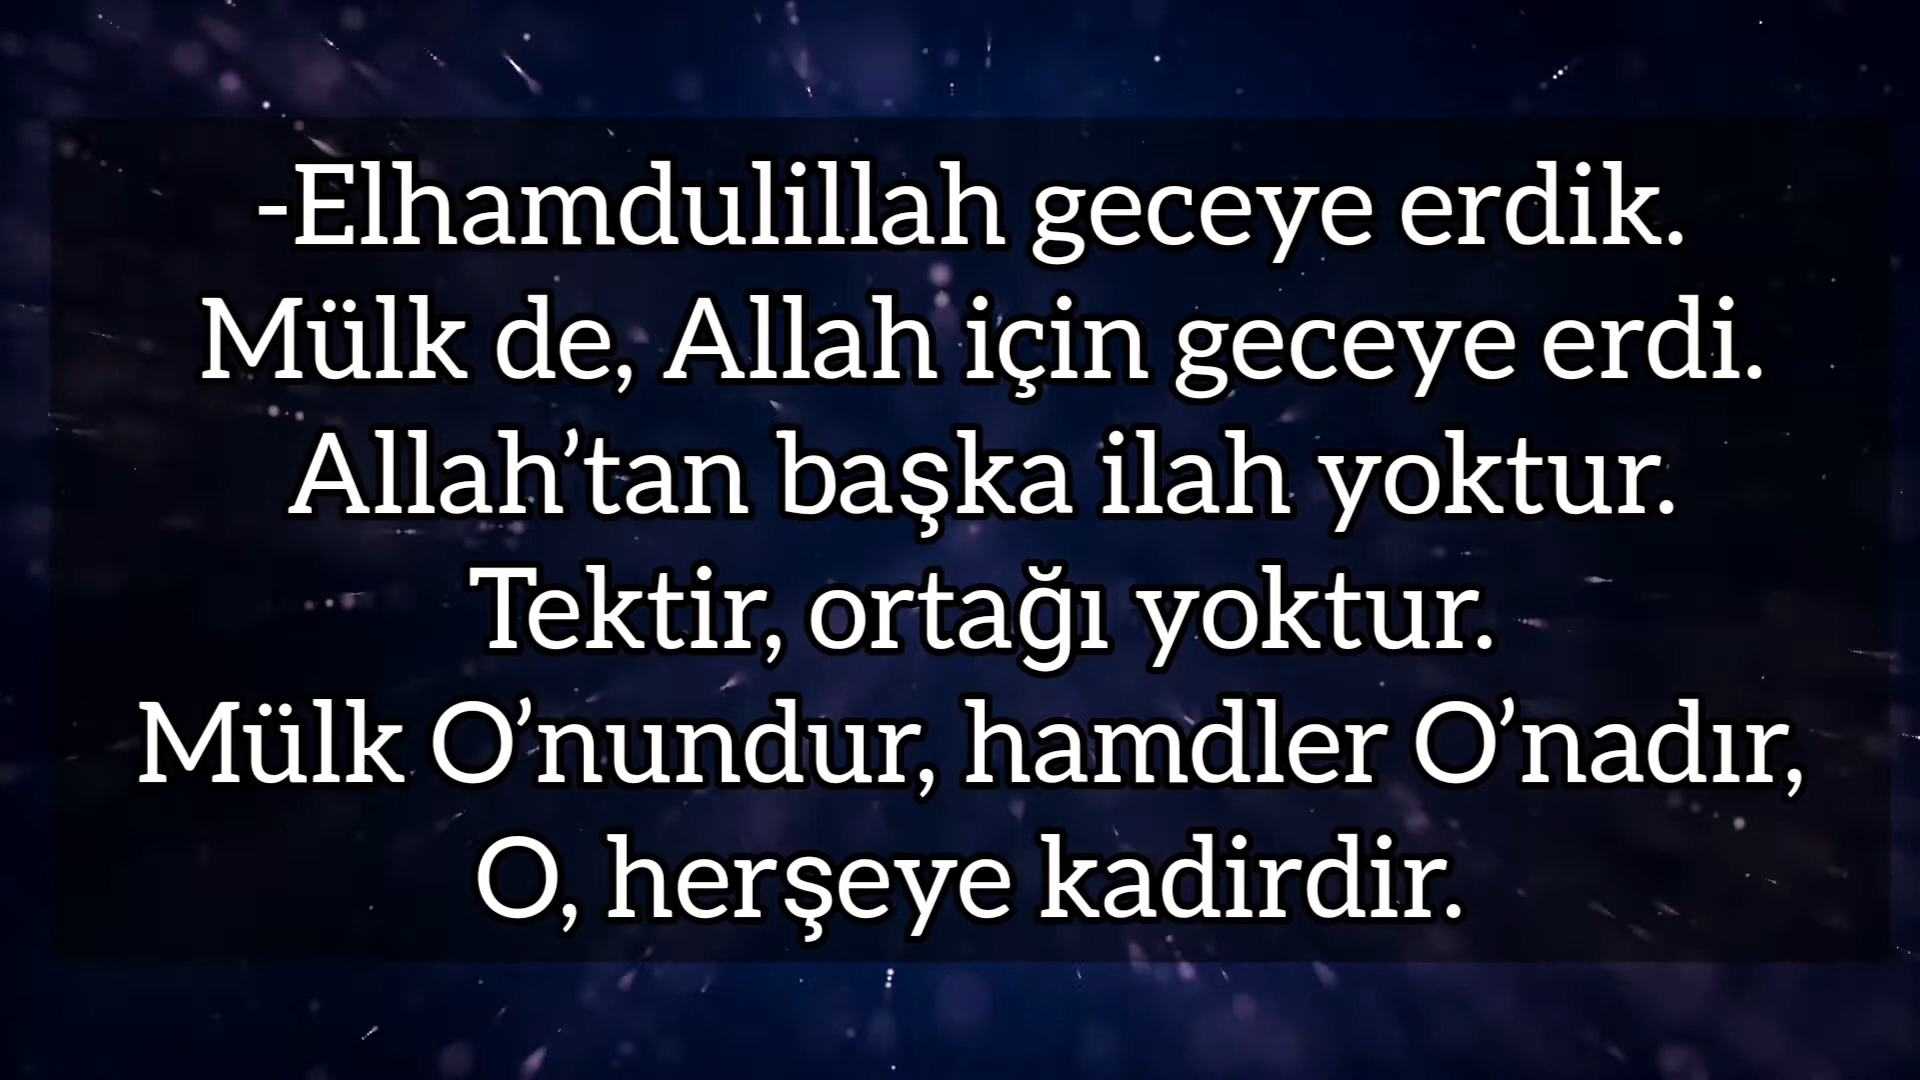 -Elhamdulillah geceye erdik.
Mülk de, Allah için geceye erdi.
Allah’tan başka ilah yoktur.
Tektir, ortağı yoktur.
Mülk O’nundur, hamdler O’nadır,
O, herşeye kadirdir.